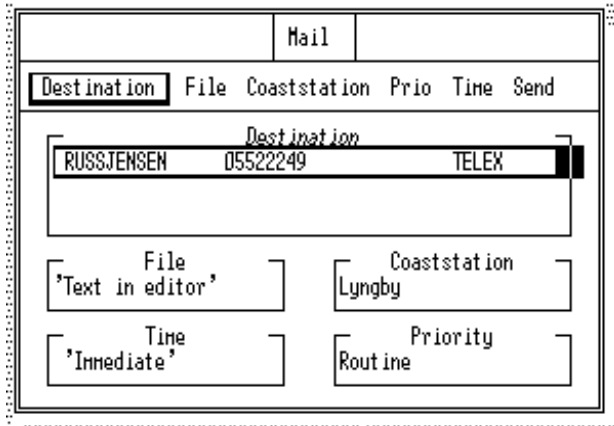 Mail
Destination File Coaststation Prio Time Send
Destination
RUSSJENSEN 05522249 TELEX
File Coaststation
'Text in editor' Lyngby
Time Priority
'Immediate' Routine